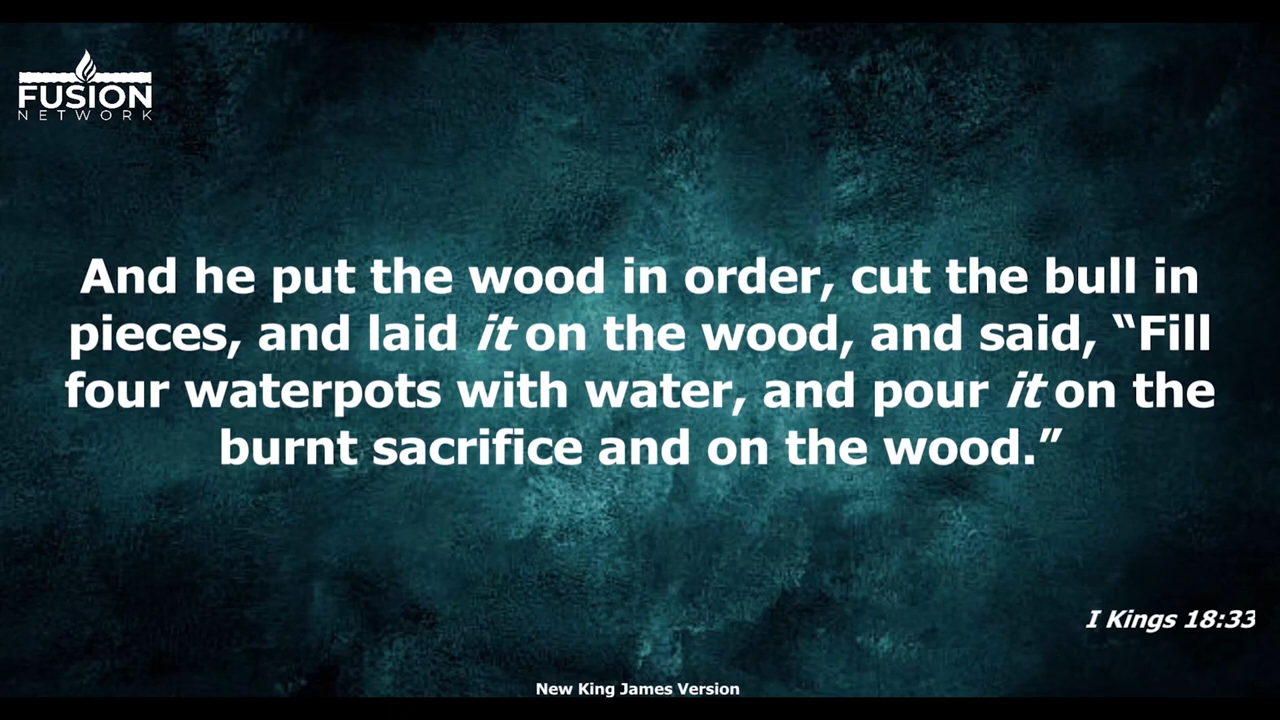 FUSION
NETWORK
And he put the wood in order, cut the bull in
pieces, and laid it on the wood, and said, “Fill
four waterpots with water, and pour it on the
burnt sacrifice and on the wood.”
I Kings 18:33
New King James Version